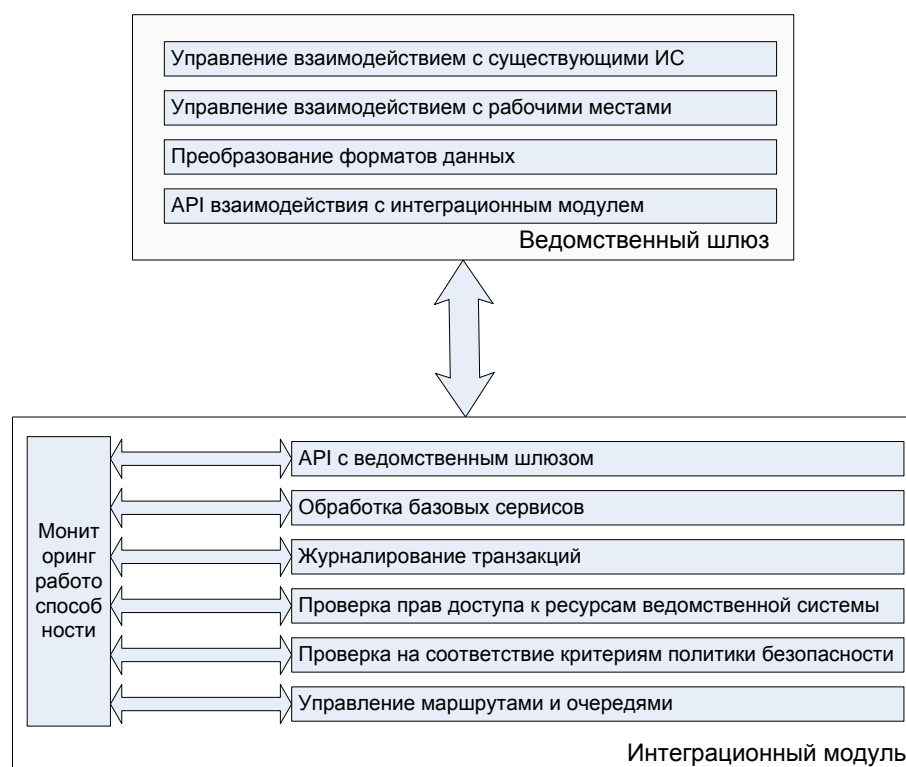 Управление взаимодействием с существующими ИС
Управление взаимодействием с рабочими местами
Преобразование форматов данных
API взаимодействия с интеграционным модулем
Ведомственный шлюз
Монит
оринг
работо
способ
ности
API с ведомственным шлюзом
Обработка базовых сервисов
Журналирование транзакций
Проверка прав доступа к ресурсам ведомственной системы
Проверка на соответствие критериям политики безопасности
Управление маршрутами и очередями
Интеграционный модуль